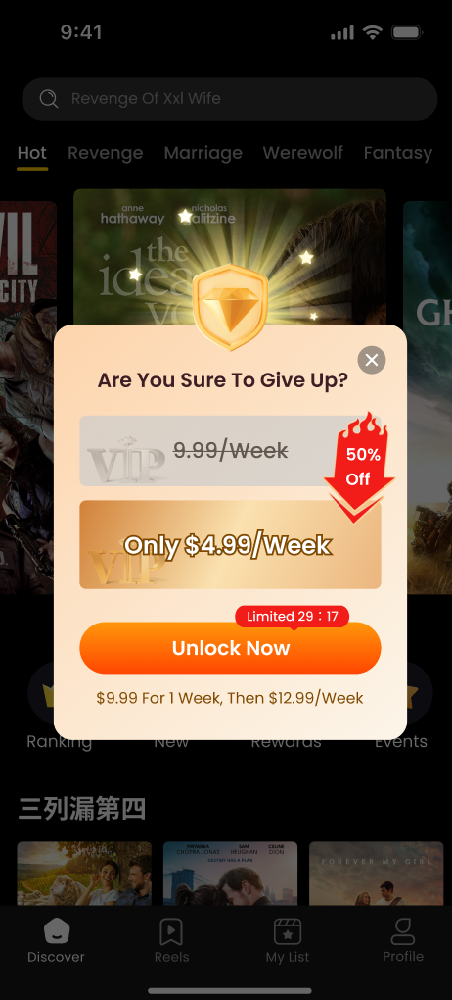 9:41
Revenge Of Xxl Wife
Hot Revenge Marriage Werewolf Fantasy
anne hathaway
nicholas galitzine
the
idea
CITY
Are You Sure To Give Up?
VIP
9.99/Week
50%
Off
VIP
Only $4.99/Week
Limited 29 : 17
Unlock Now
$9.99 For 1 Week, Then $12.99/Week
Ranking New Rewards Events
三列漏第四
PRIYANKA CHOPRA JONAS SAM HEUGHAN CELINE DION
DESTINY HAS A PLAN
FOREVER MY GIRL
Discover Reels My List Profile